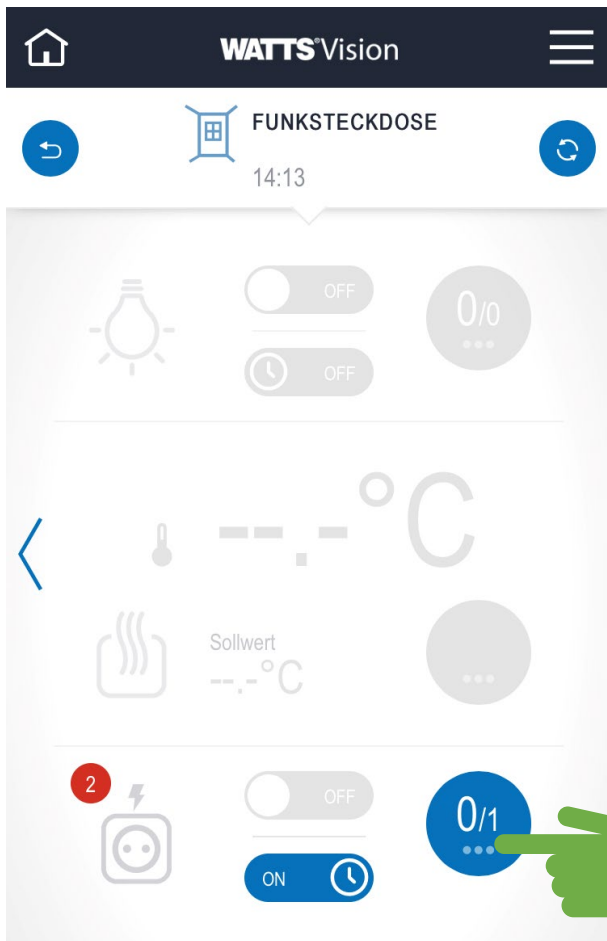 WATTS® Vision
FUNKSTECKDOSE
14:13
OFF
0/0
OFF
--.-°C
Sollwert
--.-°C
2
OFF
0/1
ON